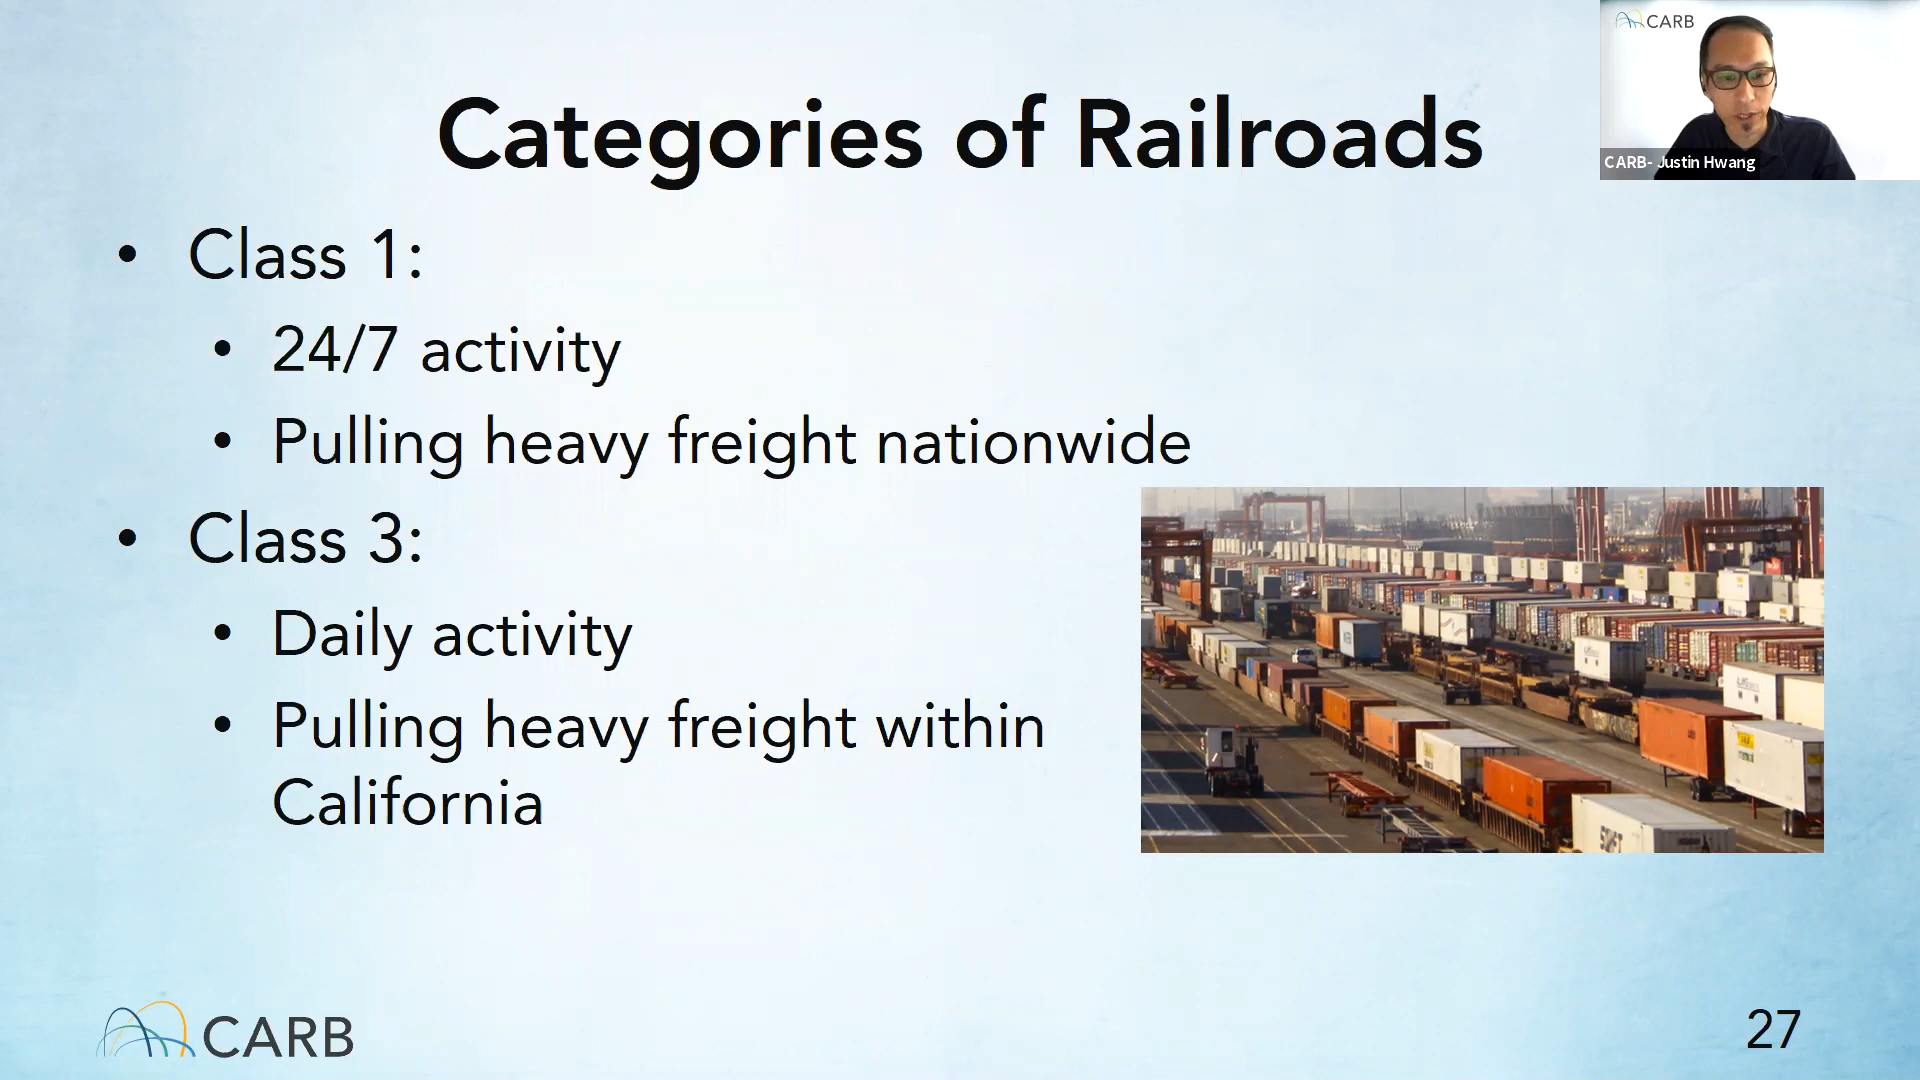 CARB
Categories of Railroads
CARB- Justin Hwang
• Class 1:
• 24/7 activity
• Pulling heavy freight nationwide
• Class 3:
• Daily activity
• Pulling heavy freight within
California
CARB
27